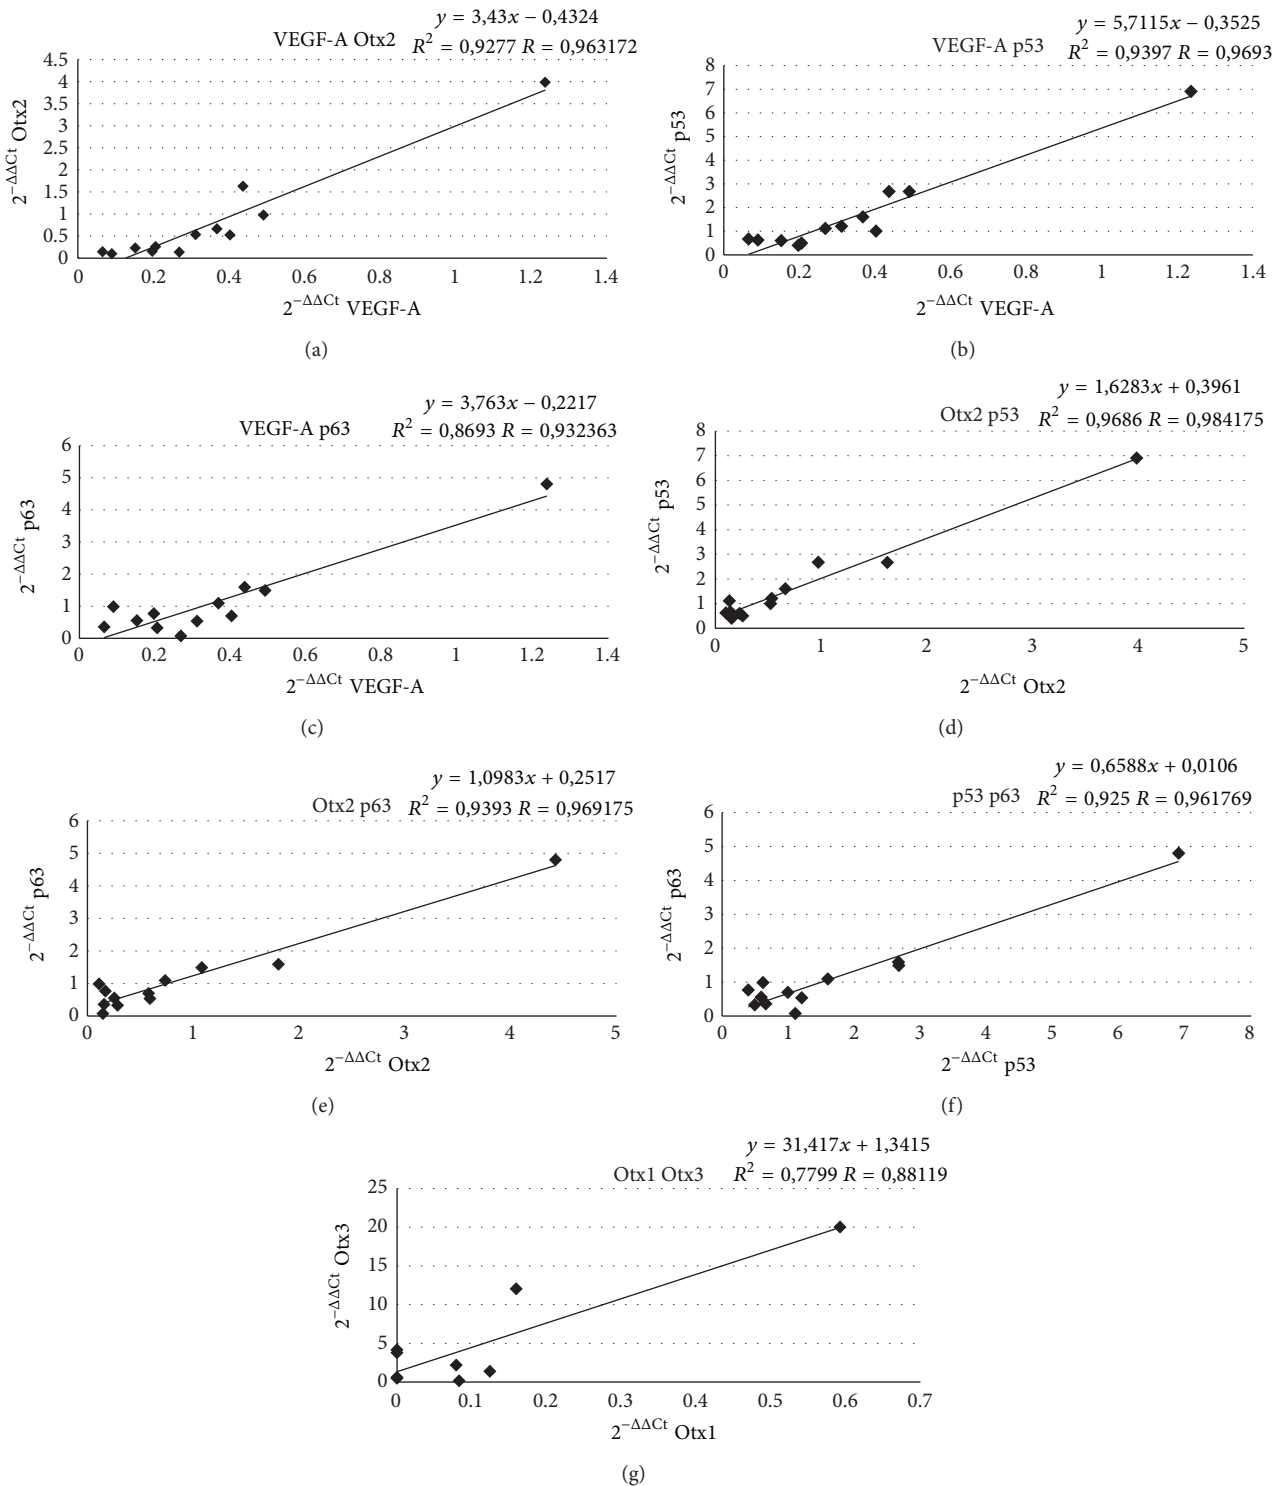 y = 3,43x − 0,4324
VEGF-A Otx2 R² = 0,9277 R = 0,963172
4.5
4
3.5
3
2.5
2
1.5
1
0.5
0
2^−ΔΔCt Otx2
0 0.2 0.4 0.6 0.8 1 1.2 1.4
2^−ΔΔCt VEGF-A
(a)
y = 5,7115x − 0,3525
VEGF-A p53 R² = 0,9397 R = 0,9693
8
7
6
5
4
3
2
1
0
2^−ΔΔCt p53
0 0.2 0.4 0.6 0.8 1 1.2 1.4
2^−ΔΔCt VEGF-A
(b)
y = 3,763x − 0,2217
VEGF-A p63 R² = 0,8693 R = 0,932363
6
5
4
3
2
1
0
2^−ΔΔCt p63
0 0.2 0.4 0.6 0.8 1 1.2 1.4
2^−ΔΔCt VEGF-A
(c)
y = 1,6283x + 0,3961
Otx2 p53 R² = 0,9686 R = 0,984175
8
7
6
5
4
3
2
1
0
2^−ΔΔCt p53
0 1 2 3 4 5
2^−ΔΔCt Otx2
(d)
y = 1,0983x + 0,2517
Otx2 p63 R² = 0,9393 R = 0,969175
6
5
4
3
2
1
0
2^−ΔΔCt p63
0 1 2 3 4 5
2^−ΔΔCt Otx2
(e)
y = 0,6588x + 0,0106
p53 p63 R² = 0,925 R = 0,961769
6
5
4
3
2
1
0
2^−ΔΔCt p63
0 1 2 3 4 5 6 7 8
2^−ΔΔCt p53
(f)
y = 31,417x + 1,3415
Otx1 Otx3 R² = 0,7799 R = 0,88119
25
20
15
10
5
0
2^−ΔΔCt Otx3
0 0.1 0.2 0.3 0.4 0.5 0.6 0.7
2^−ΔΔCt Otx1
(g)